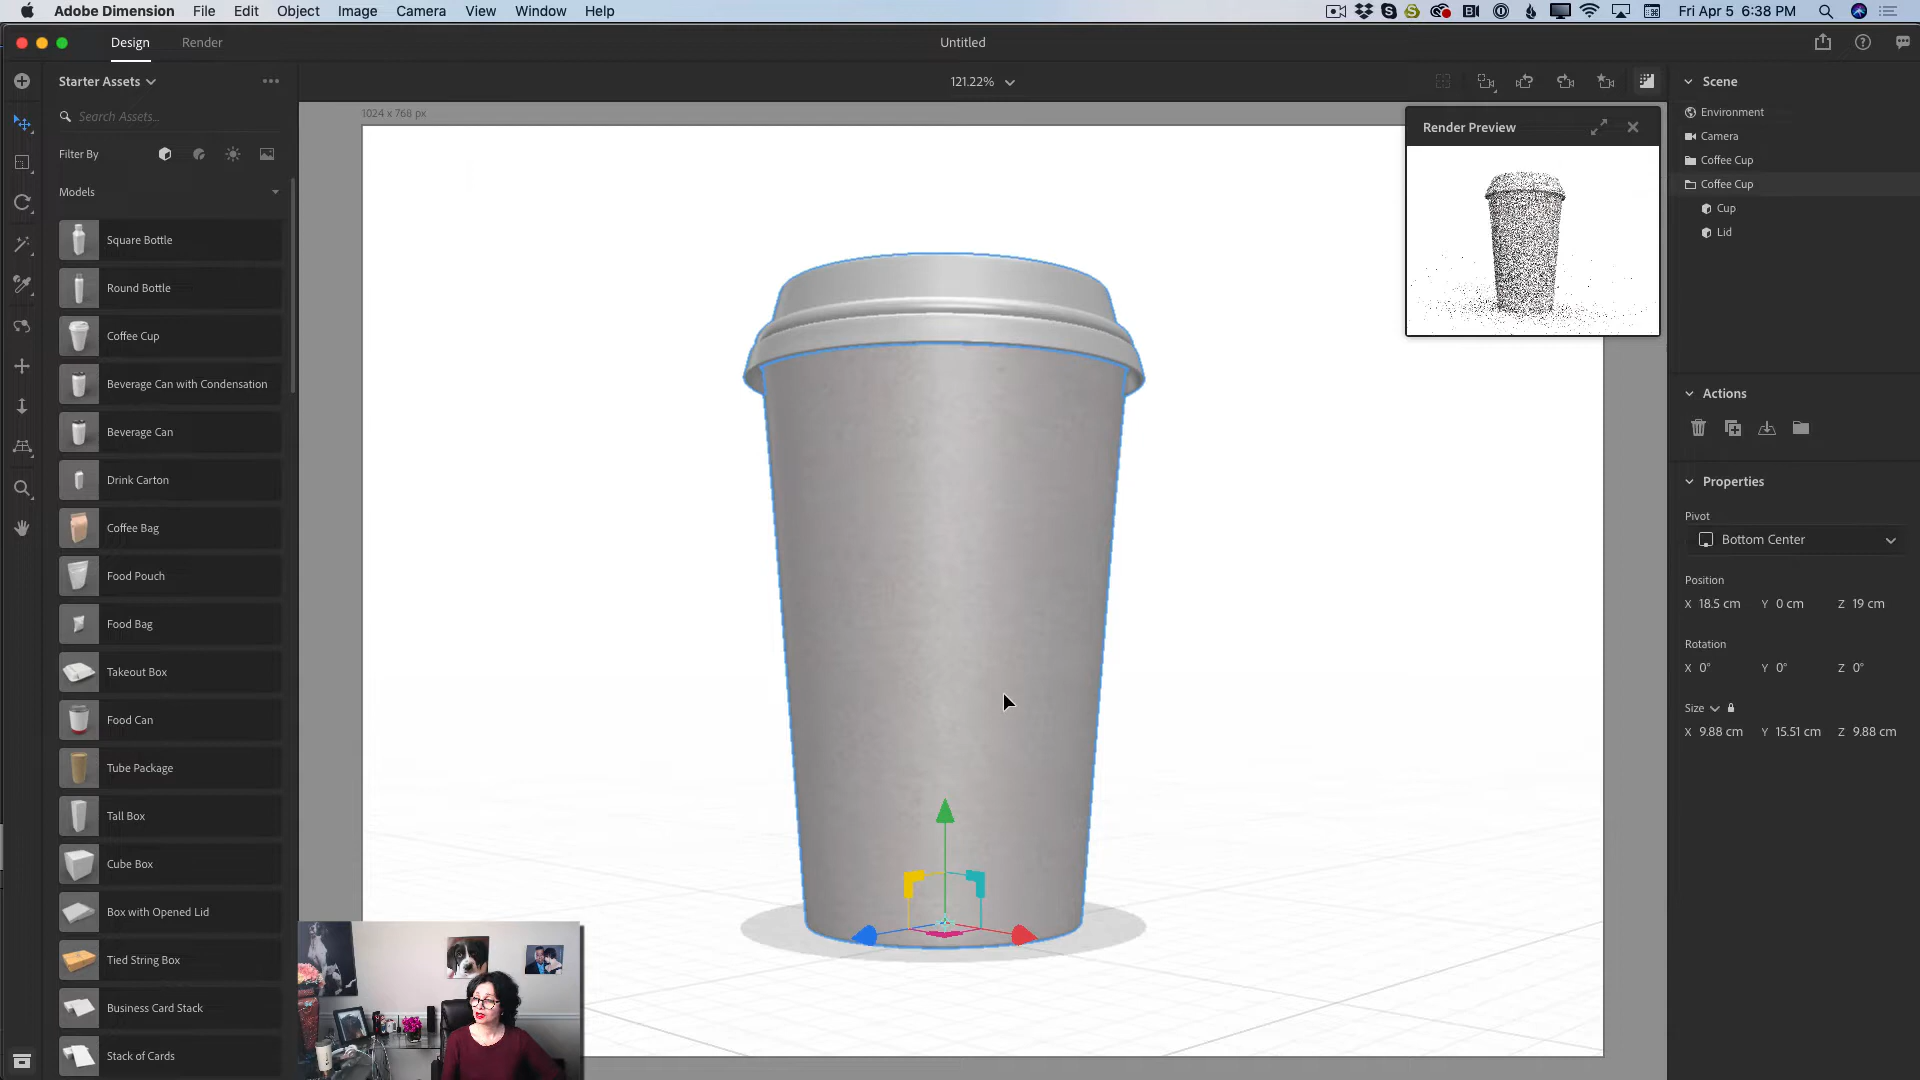 Adobe Dimension File Edit Object Image Camera View Window Help
Fri Apr 5 6:38 PM
Design Render
Untitled
Starter Assets
121.22%
Search Assets...
Filter By
Models
Square Bottle
Round Bottle
Coffee Cup
Beverage Can with Condensation
Beverage Can
Drink Carton
Coffee Bag
Food Pouch
Food Bag
Takeout Box
Food Can
Tube Package
Tall Box
Cube Box
Box with Opened Lid
Tied String Box
Business Card Stack
Stack of Cards
1024 x 768 px
Render Preview
Scene
Environment
Camera
Coffee Cup
Coffee Cup
Cup
Lid
Actions
Properties
Pivot
Bottom Center
Position
X 18.5 cm Y 0 cm Z 19 cm
Rotation
X 0° Y 0° Z 0°
Size
X 9.88 cm Y 15.51 cm Z 9.88 cm